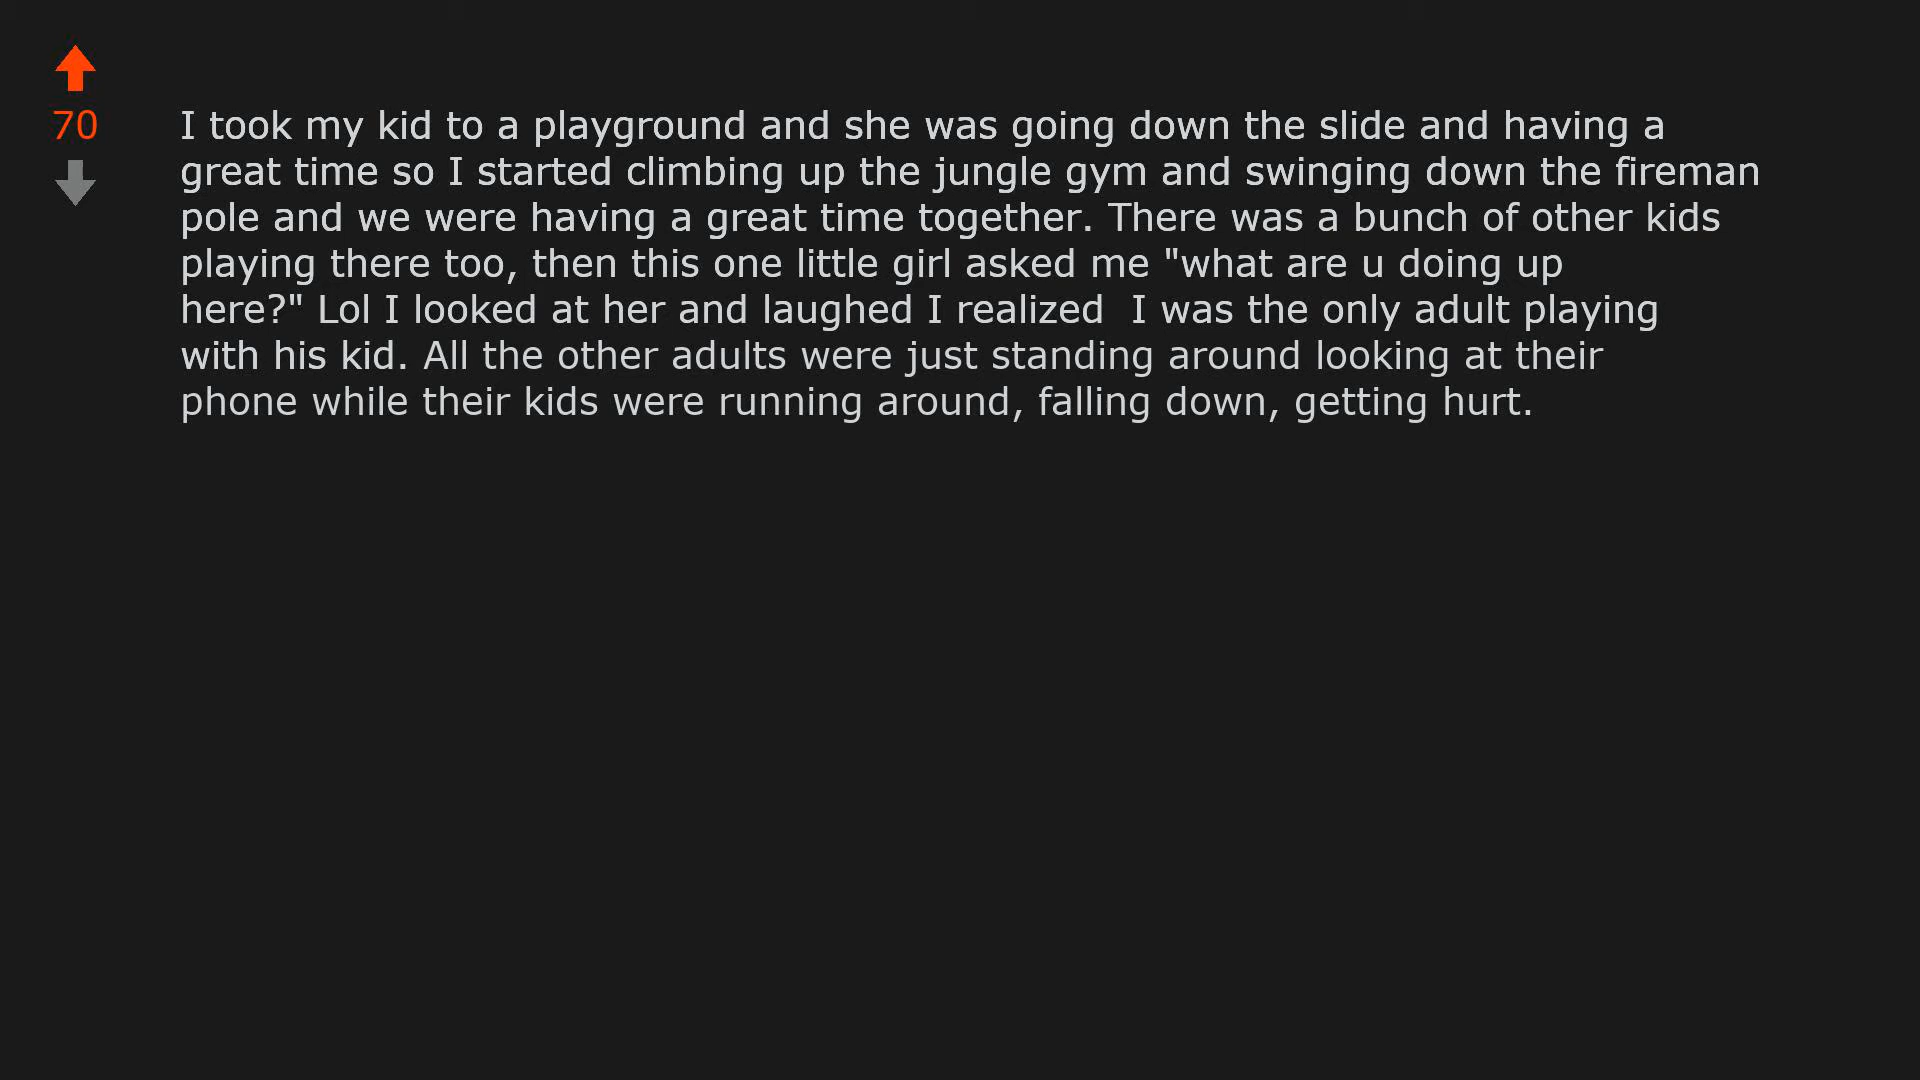 70
I took my kid to a playground and she was going down the slide and having a
great time so I started climbing up the jungle gym and swinging down the fireman
pole and we were having a great time together. There was a bunch of other kids
playing there too, then this one little girl asked me "what are u doing up
here?" Lol I looked at her and laughed I realized  I was the only adult playing
with his kid. All the other adults were just standing around looking at their
phone while their kids were running around, falling down, getting hurt.